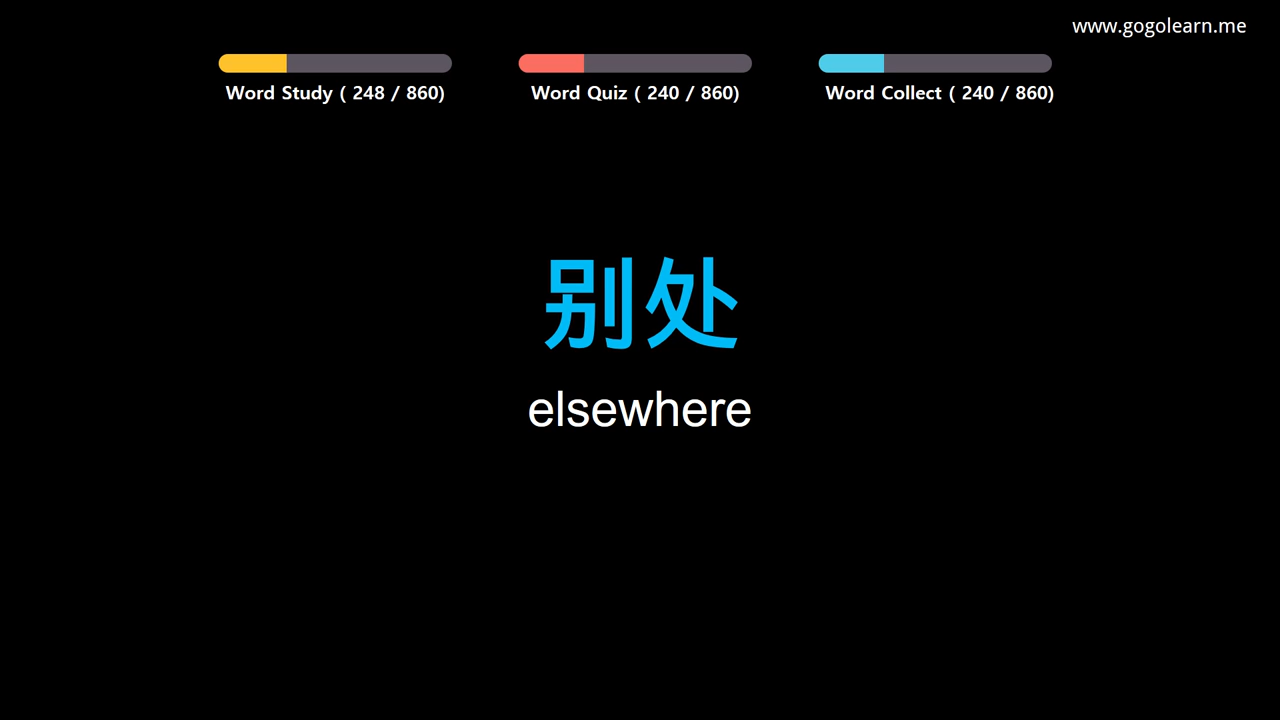 www.gogolearn.me
Word Study ( 248 / 860)
Word Quiz ( 240 / 860)
Word Collect ( 240 / 860)
别处
elsewhere